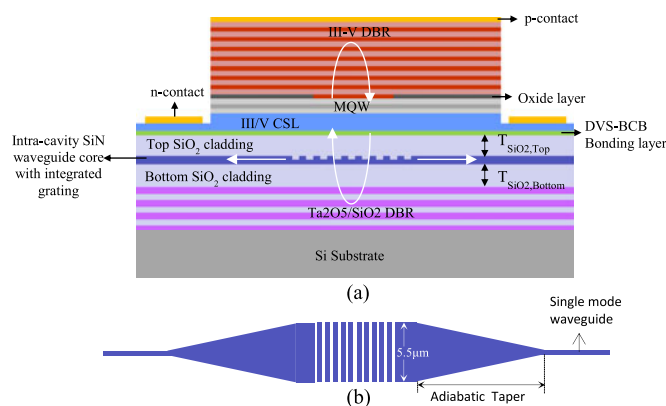 p-contact
III-V DBR
n-contact
Oxide layer
MQW
III/V CSL
DVS-BCB
Bonding layer
Intra-cavity SiN
waveguide core
with integrated
grating
Top SiO2 cladding
TSiO2,Top
Bottom SiO2 cladding
TSiO2,Bottom
Ta2O5/SiO2 DBR
Si Substrate
(a)
Single mode
waveguide
5.5μm
Adiabatic Taper
(b)